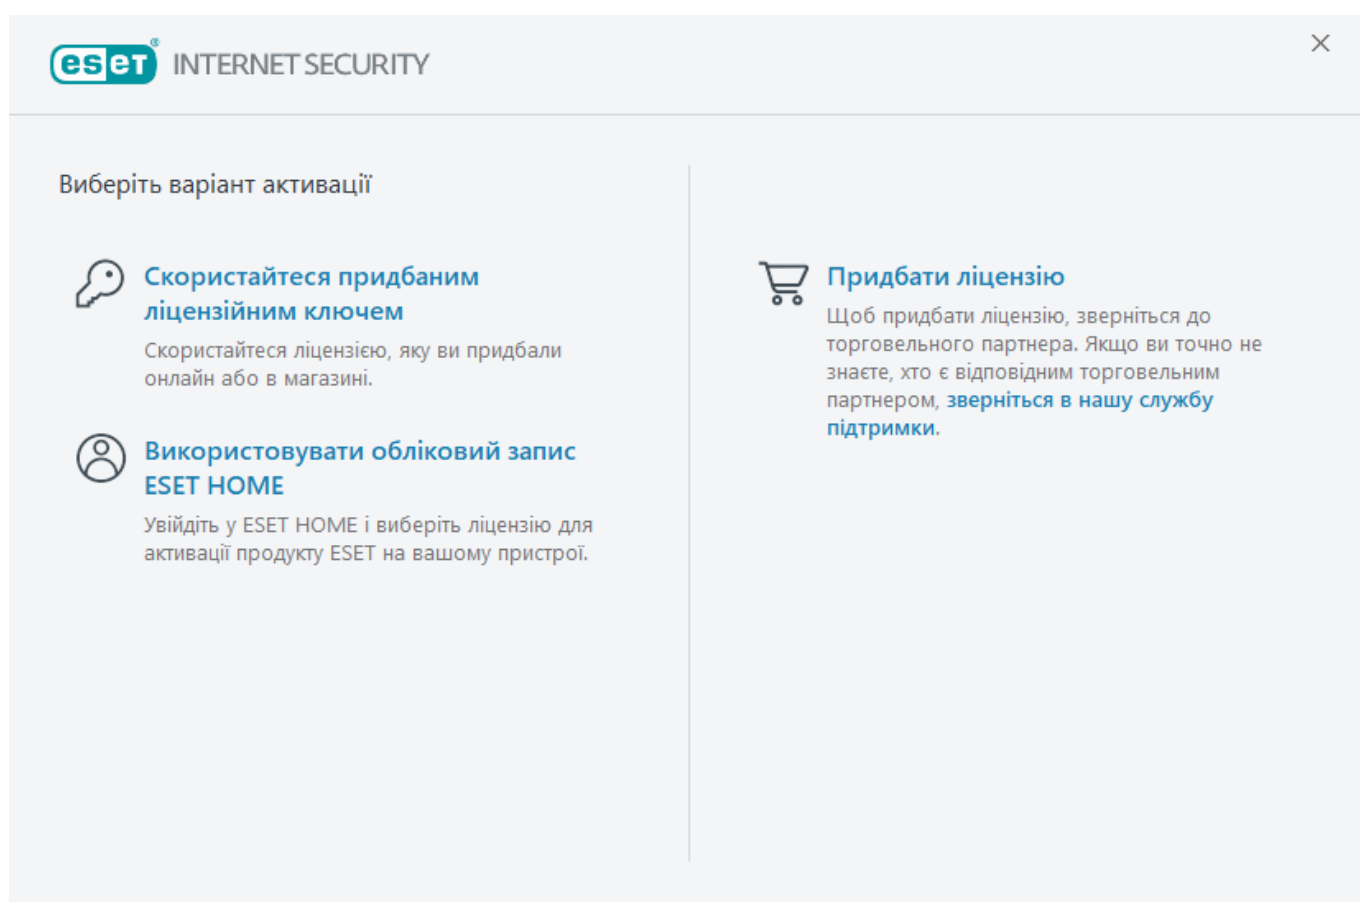 eset® INTERNET SECURITY
Виберіть варіант активації
Скористайтеся придбаним
ліцензійним ключем
Скористайтеся ліцензією, яку ви придбали
онлайн або в магазині.
Використовувати обліковий запис
ESET HOME
Увійдіть у ESET HOME і виберіть ліцензію для
активації продукту ESET на вашому пристрої.
Придбати ліцензію
Щоб придбати ліцензію, зверніться до
торговельного партнера. Якщо ви точно не
знаєте, хто є відповідним торговельним
партнером, зверніться в нашу службу
підтримки.